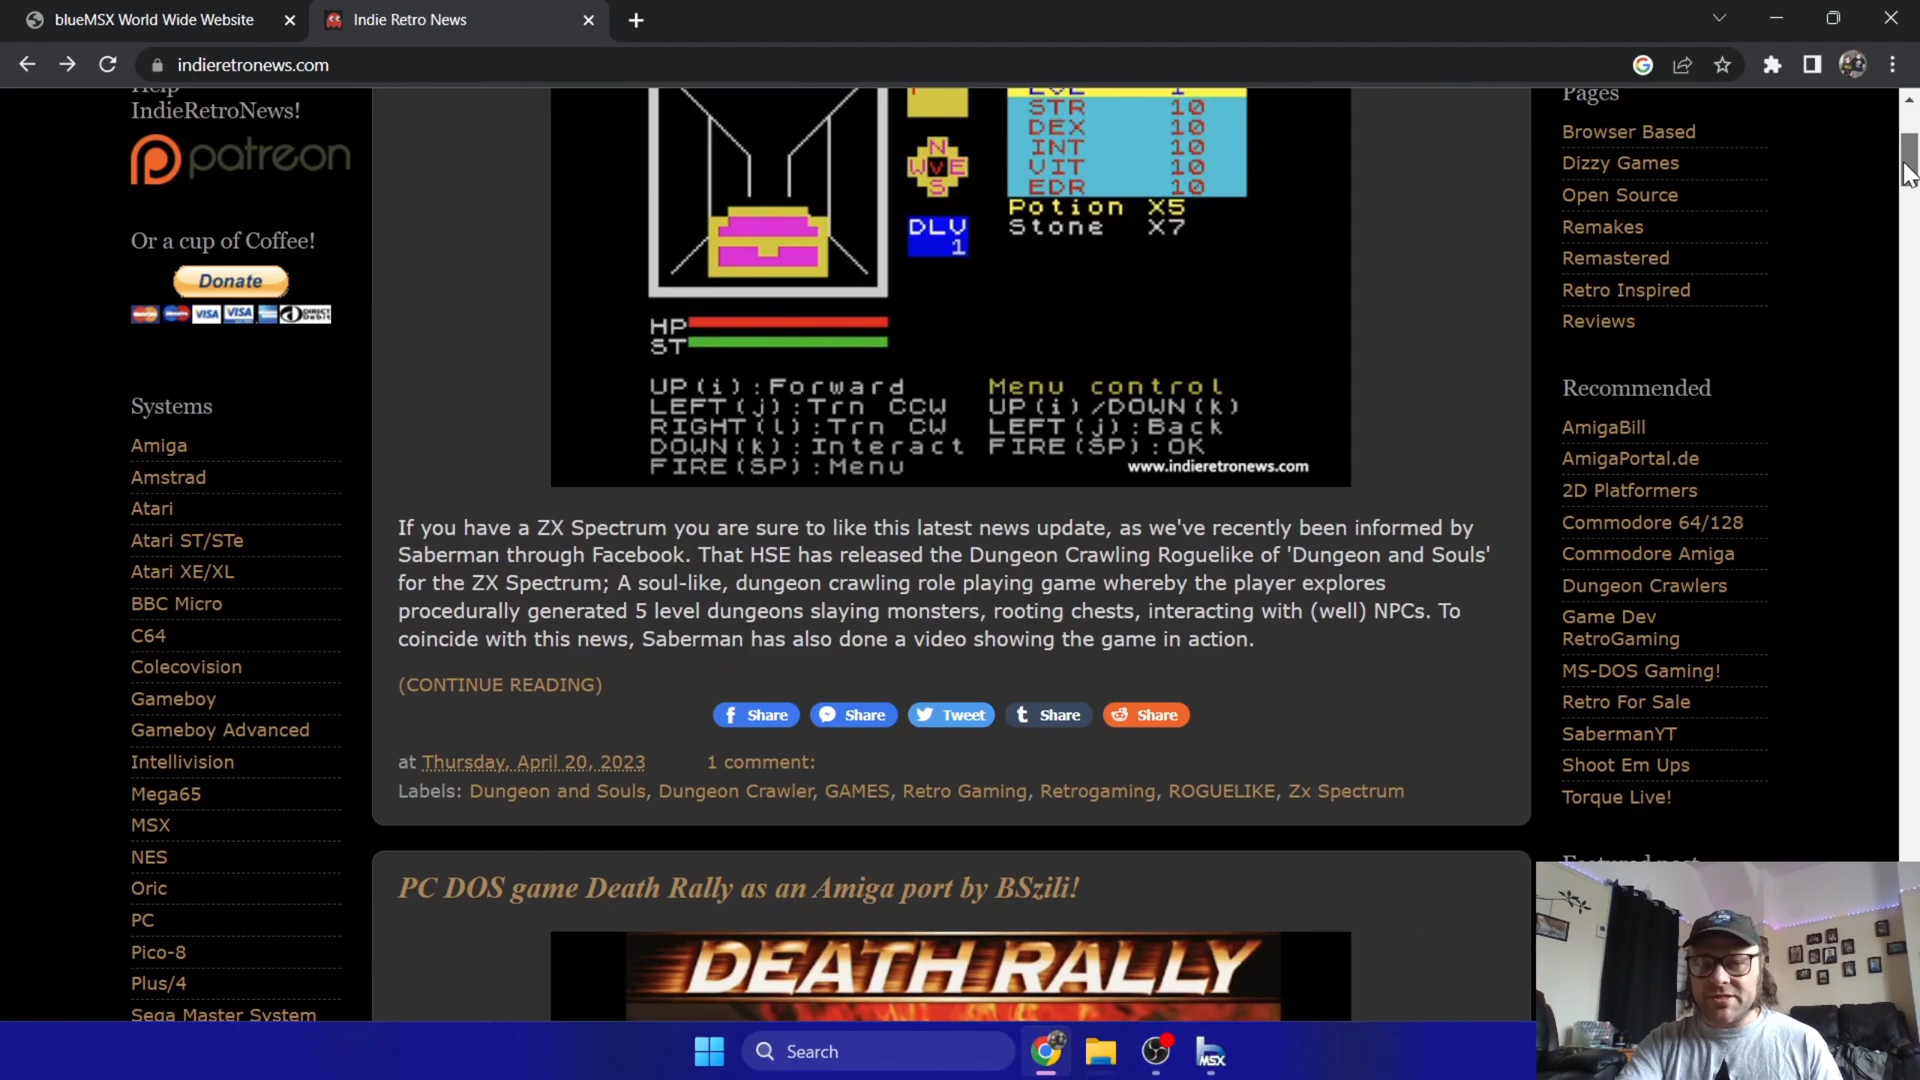 blueMSX World Wide Website
Indie Retro News
indieretronews.com
Help
IndieRetroNews!
patreon
Or a cup of Coffee!
Donate
VISA
VISA
DIRECT
Debit
Systems
Amiga
Amstrad
Atari
Atari ST/STe
Atari XE/XL
BBC Micro
C64
Colecovision
Gameboy
Gameboy Advanced
Intellivision
Mega65
MSX
NES
Oric
PC
Pico-8
Plus/4
Sega Master System
LVL 1
STR 10
DEX 10
INT 10
VIT 10
EDR 10
Potion X5
Stone X7
N
W v E
S
DLV
1
HP
ST
UP(i):Forward
LEFT(j):Trn CCW
RIGHT(l):Trn CW
DOWN(k):Interact
FIRE(SP):Menu
Menu control
UP(i)/DOWN(k)
LEFT(j):Back
FIRE(SP):OK
www.indieretronews.com
If you have a ZX Spectrum you are sure to like this latest news update, as we've recently been informed by
Saberman through Facebook. That HSE has released the Dungeon Crawling Roguelike of 'Dungeon and Souls'
for the ZX Spectrum; A soul-like, dungeon crawling role playing game whereby the player explores
procedurally generated 5 level dungeons slaying monsters, rooting chests, interacting with (well) NPCs. To
coincide with this news, Saberman has also done a video showing the game in action.
(CONTINUE READING)
Share
Share
Tweet
Share
Share
at Thursday, April 20, 2023 1 comment:
Labels: Dungeon and Souls, Dungeon Crawler, GAMES, Retro Gaming, Retrogaming, ROGUELIKE, Zx Spectrum
PC DOS game Death Rally as an Amiga port by BSzili!
DEATH RALLY
Pages
Browser Based
Dizzy Games
Open Source
Remakes
Remastered
Retro Inspired
Reviews
Recommended
AmigaBill
AmigaPortal.de
2D Platformers
Commodore 64/128
Commodore Amiga
Dungeon Crawlers
Game Dev
RetroGaming
MS-DOS Gaming!
Retro For Sale
SabermanYT
Shoot Em Ups
Torque Live!
Featured post
Search
MSX